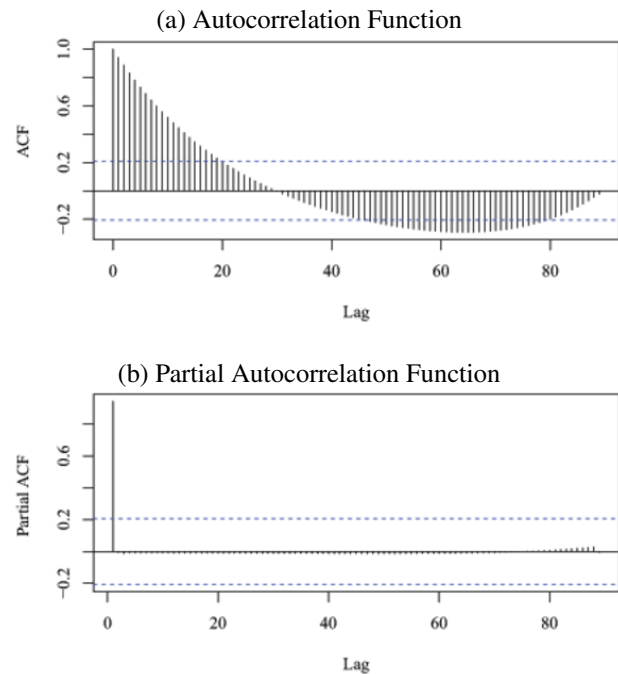 (a) Autocorrelation Function
1.0
0.6
0.2
−0.2
ACF
0 20 40 60 80
Lag
(b) Partial Autocorrelation Function
0.6
0.2
−0.2
Partial ACF
0 20 40 60 80
Lag